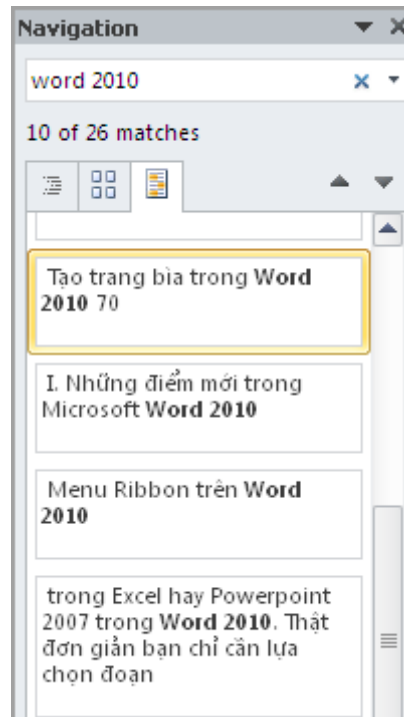 Navigation
word 2010
10 of 26 matches
Tạo trang bìa trong Word
2010 70
I. Những điểm mới trong
Microsoft Word 2010
Menu Ribbon trên Word
2010
trong Excel hay Powerpoint
2007 trong Word 2010. Thật
đơn giản bạn chỉ cần lựa
chọn đoạn